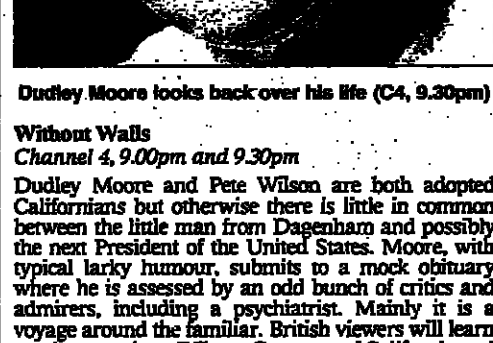 Dudley Moore looks back over his life (C4, 9.30pm)
Without Walls
Channel 4, 9.00pm and 9.30pm
Dudley Moore and Pete Wilson are both adopted
Californians but otherwise there is little in common
between the little man from Dagenham and possibly
the next President of the United States. Moore, with
typical larky humour, submits to a mock obituary
where he is assessed by an odd bunch of critics and
admirers, including a psychiatrist. Mainly it is a
voyage around the familiar. British viewers will learn